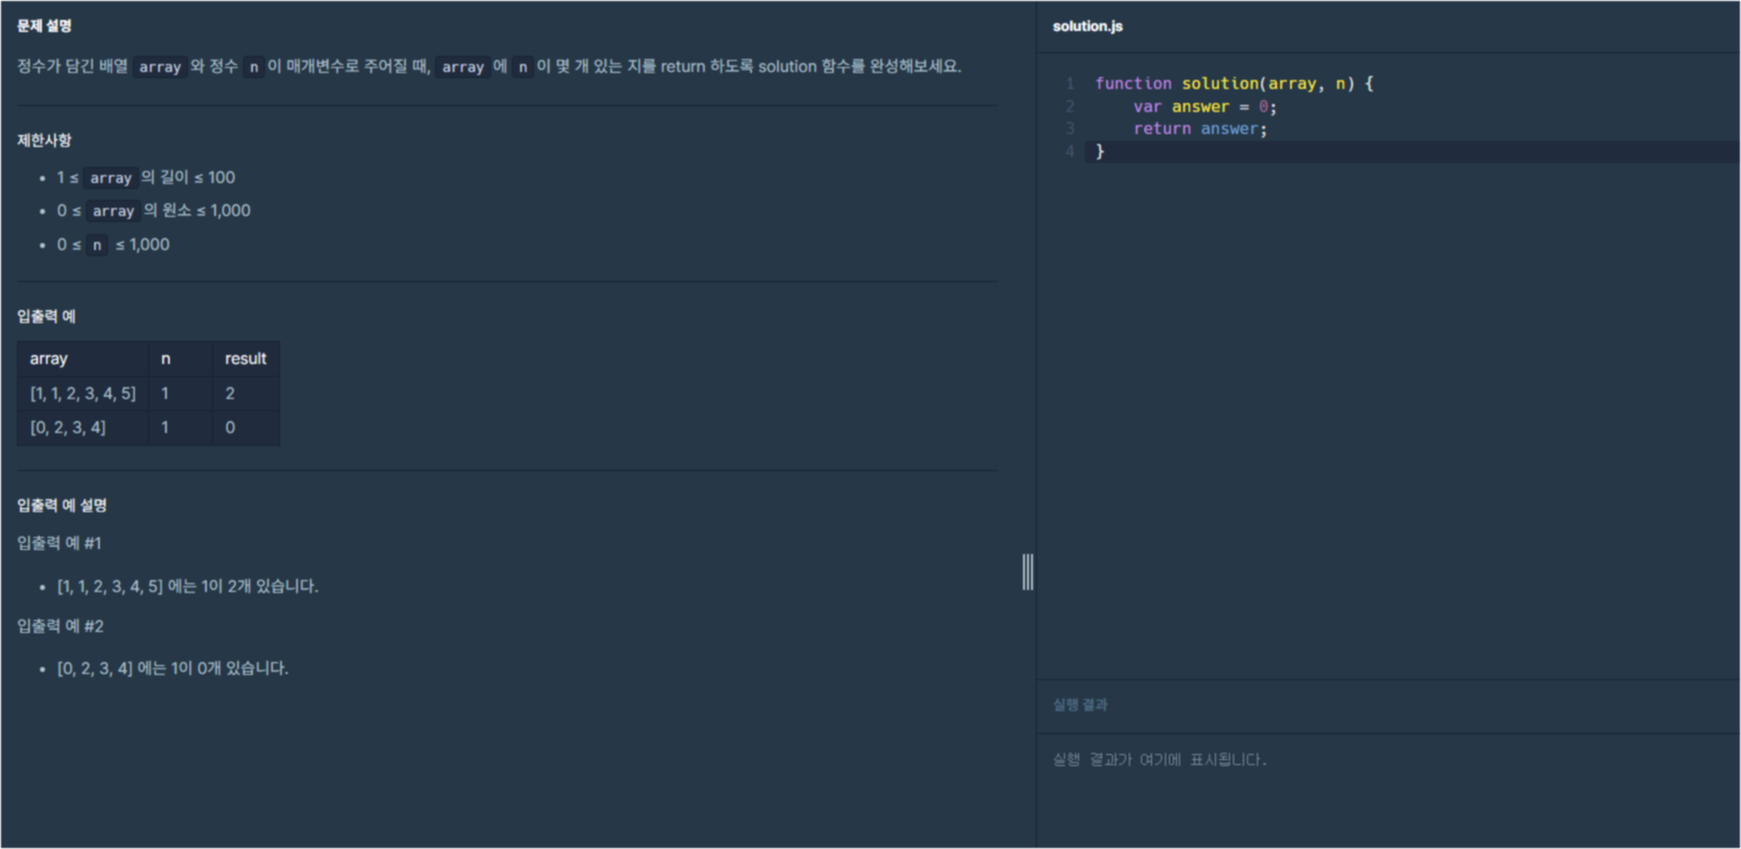 문제 설명
정수가 담긴 배열 array 와 정수 n 이 매개변수로 주어질 때, array 에 n 이 몇 개 있는 지를 return 하도록 solution 함수를 완성해보세요.
제한사항
• 1 ≤ array 의 길이 ≤ 100
• 0 ≤ array 의 원소 ≤ 1,000
• 0 ≤ n ≤ 1,000
입출력 예
array n result
[1, 1, 2, 3, 4, 5] 1 2
[0, 2, 3, 4] 1 0
입출력 예 설명
입출력 예 #1
• [1, 1, 2, 3, 4, 5] 에는 1이 2개 있습니다.
입출력 예 #2
• [0, 2, 3, 4] 에는 1이 0개 있습니다.
solution.js
1 function solution(array, n) {
2 var answer = 0;
3 return answer;
4 }
실행 결과
실행 결과가 여기에 표시됩니다.